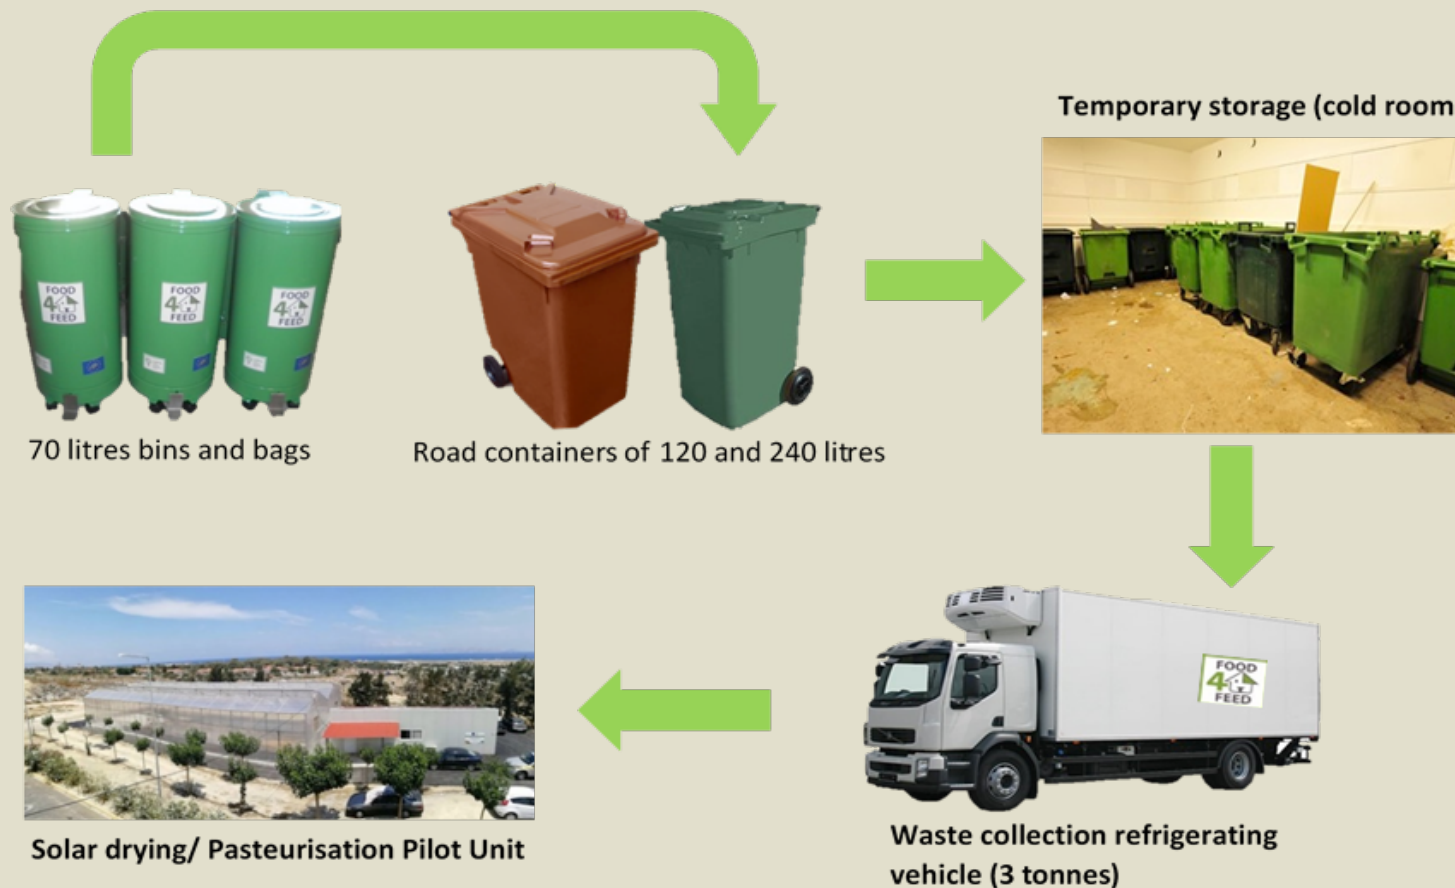 Temporary storage (cold room
FOOD
4
FEED
FOOD
4
FEED
FOOD
4
FEED
70 litres bins and bags
Road containers of 120 and 240 litres
FOOD
4
FEED
Solar drying/ Pasteurisation Pilot Unit
Waste collection refrigerating
vehicle (3 tonnes)